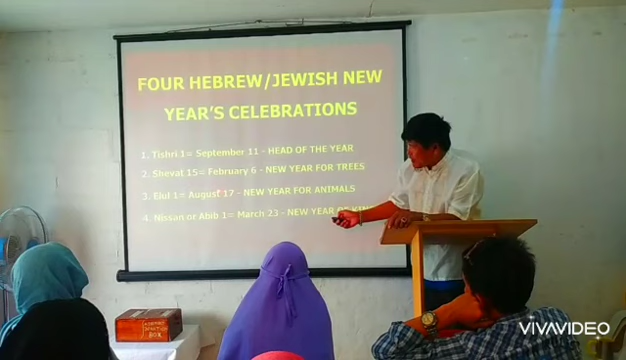 FOUR HEBREW/JEWISH NEW
YEAR'S CELEBRATIONS
1. Tishri 1= September 11 - HEAD OF THE YEAR
2. Shevat 15= February 6 - NEW YEAR FOR TREES
3. Elul 1= August 17 - NEW YEAR FOR ANIMALS
4. Nissan or Abib 1= March 23 - NEW YEAR OF
BOX
VIVAVIDEO